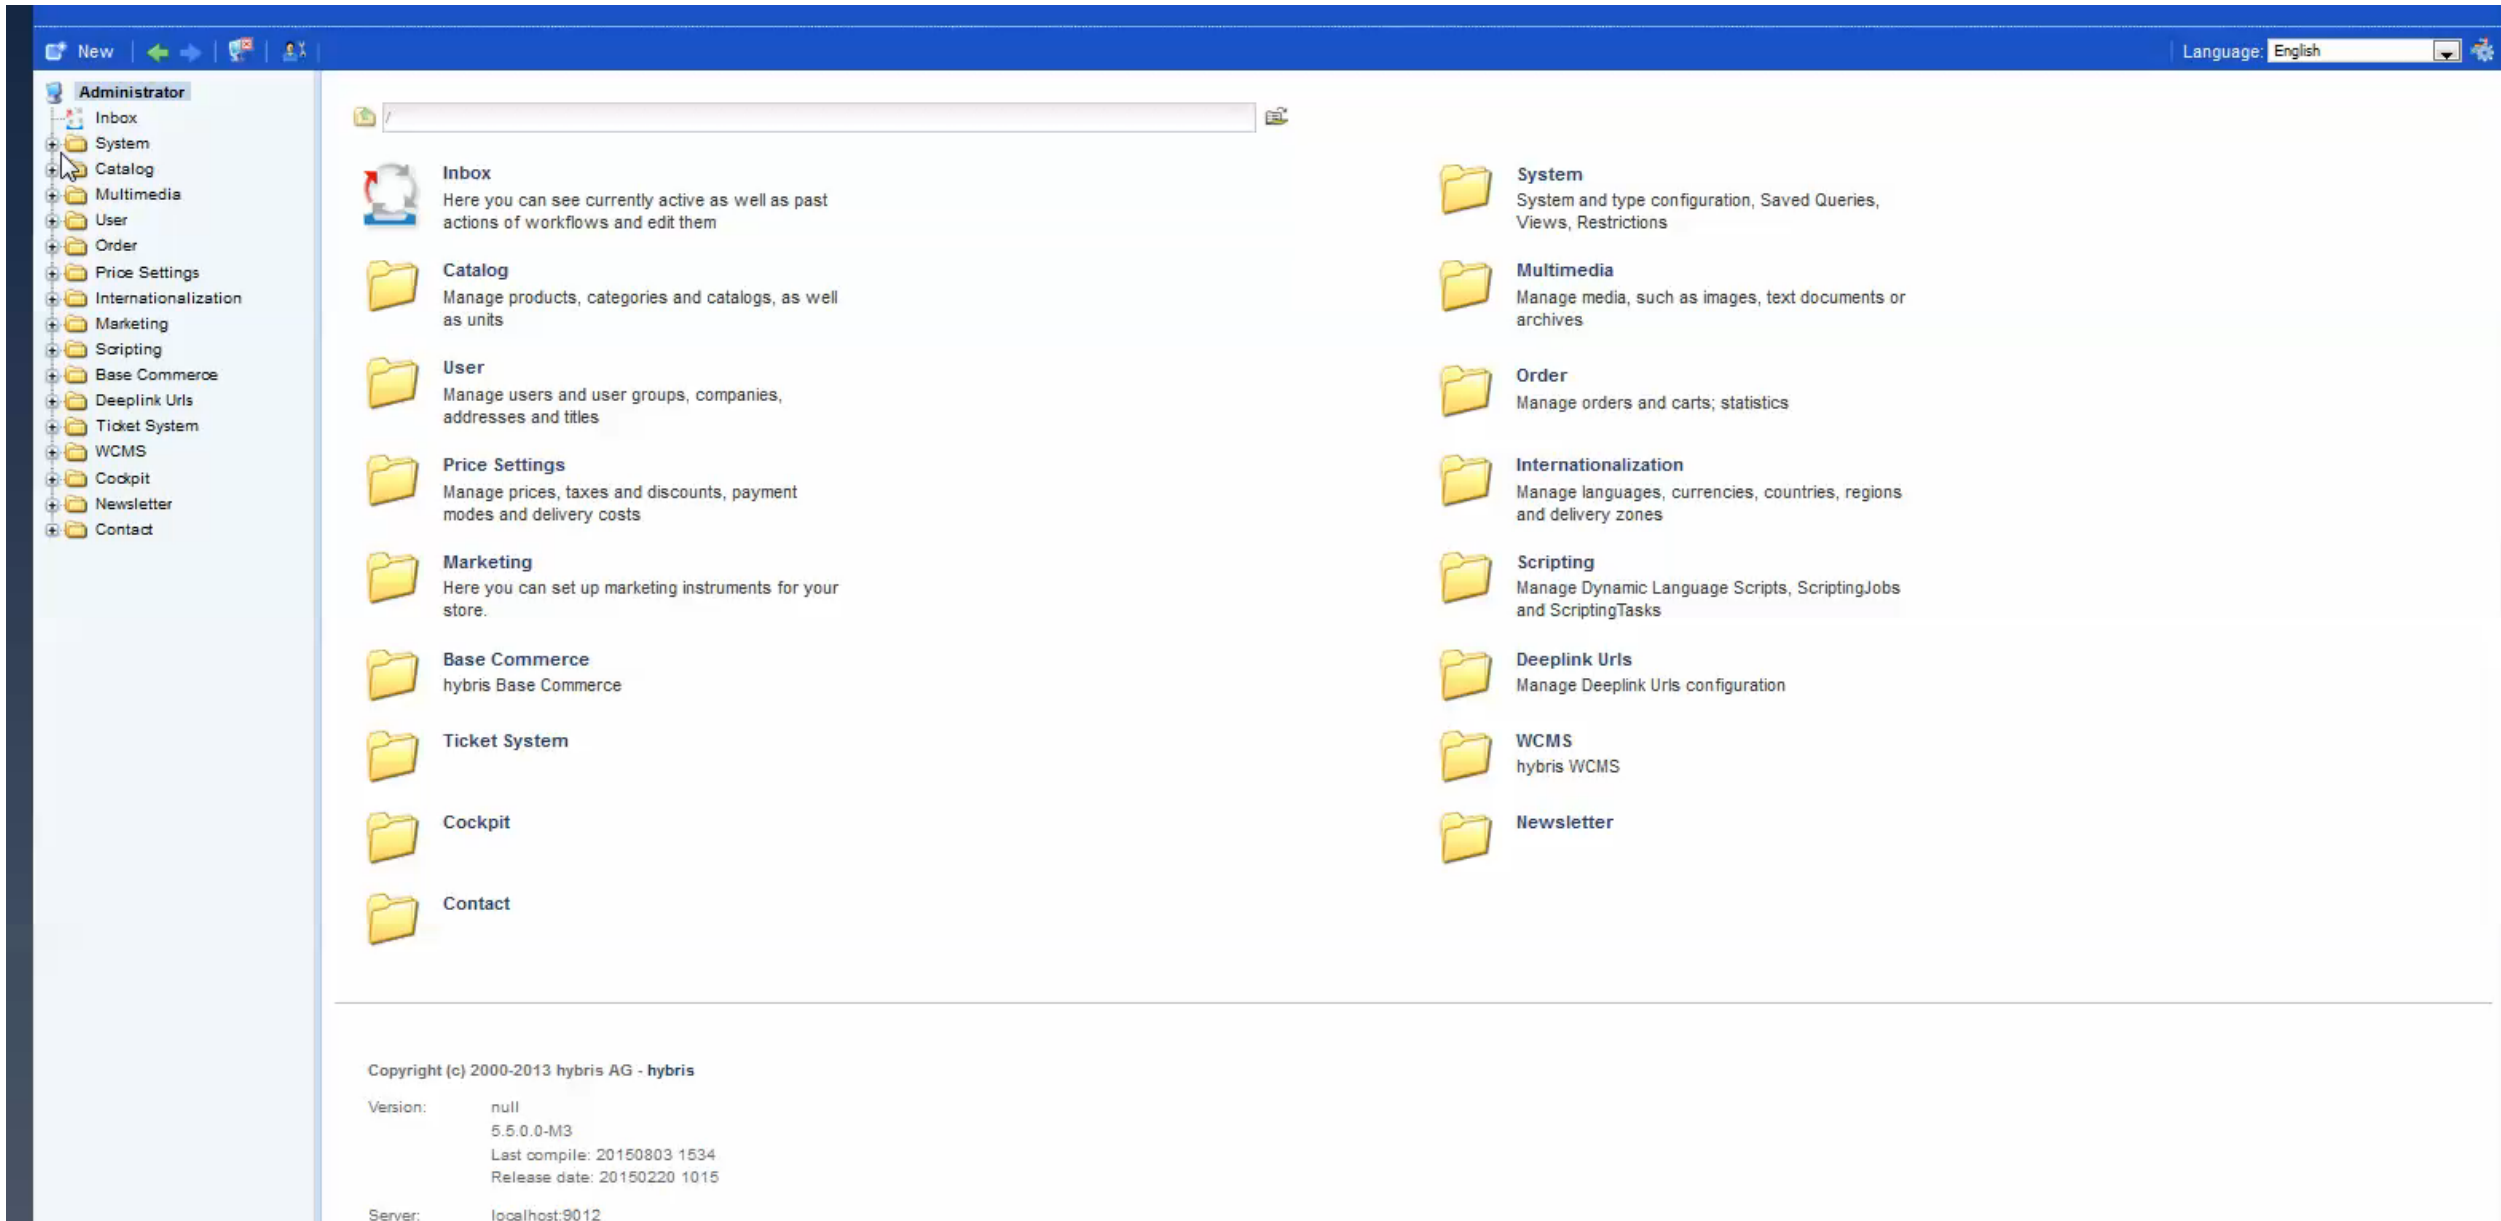 New
Language: English
Administrator
Inbox
System
Catalog
Multimedia
User
Order
Price Settings
Internationalization
Marketing
Scripting
Base Commerce
Deeplink Urls
Ticket System
WCMS
Cockpit
Newsletter
Contact
/
Inbox
Here you can see currently active as well as past
actions of workflows and edit them
System
System and type configuration, Saved Queries,
Views, Restrictions
Catalog
Manage products, categories and catalogs, as well
as units
Multimedia
Manage media, such as images, text documents or
archives
User
Manage users and user groups, companies,
addresses and titles
Order
Manage orders and carts; statistics
Price Settings
Manage prices, taxes and discounts, payment
modes and delivery costs
Internationalization
Manage languages, currencies, countries, regions
and delivery zones
Marketing
Here you can set up marketing instruments for your
store.
Scripting
Manage Dynamic Language Scripts, ScriptingJobs
and ScriptingTasks
Base Commerce
hybris Base Commerce
Deeplink Urls
Manage Deeplink Urls configuration
Ticket System
WCMS
hybris WCMS
Cockpit
Newsletter
Contact
Copyright (c) 2000-2013 hybris AG - hybris
Version: null
5.5.0.0-M3
Last compile: 20150803 1534
Release date: 20150220 1015
Server: localhost:9012